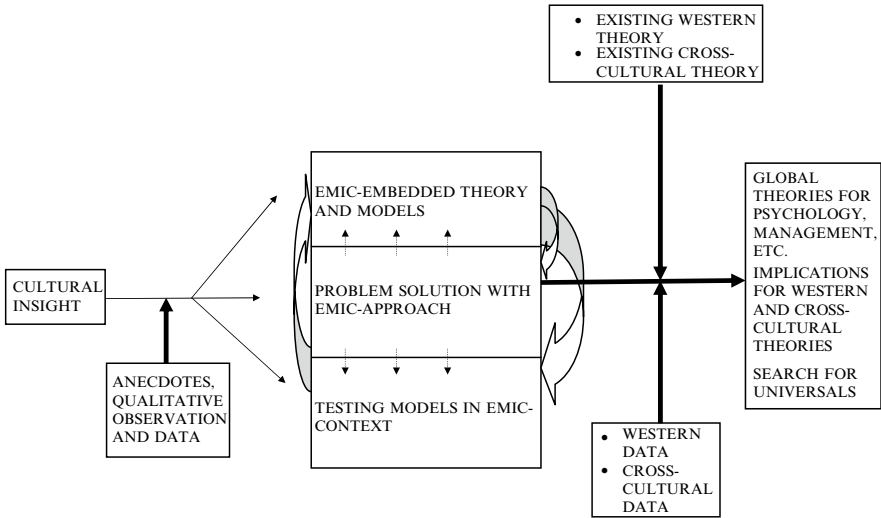 • EXISTING WESTERN
THEORY
• EXISTING CROSS-
CULTURAL THEORY
CULTURAL
INSIGHT
ANECDOTES,
QUALITATIVE
OBSERVATION
AND DATA
EMIC-EMBEDDED THEORY
AND MODELS
PROBLEM SOLUTION WITH
EMIC-APPROACH
TESTING MODELS IN EMIC-
CONTEXT
GLOBAL
THEORIES FOR
PSYCHOLOGY,
MANAGEMENT,
ETC.
IMPLICATIONS
FOR WESTERN
AND CROSS-
CULTURAL
THEORIES
SEARCH FOR
UNIVERSALS
• WESTERN
DATA
• CROSS-
CULTURAL
DATA